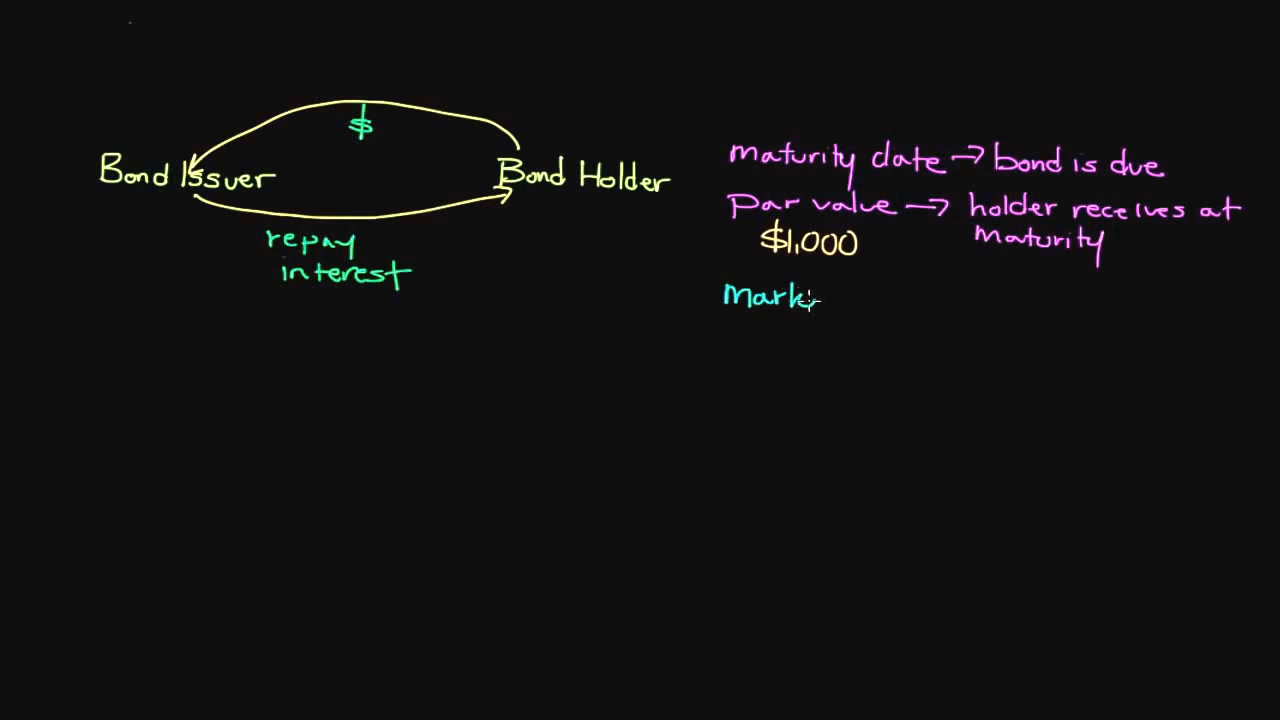 $
Bond Issuer
Bond Holder
repay
interest
maturity date → bond is due
par value → holder receives at
maturity
$1,000
Mark